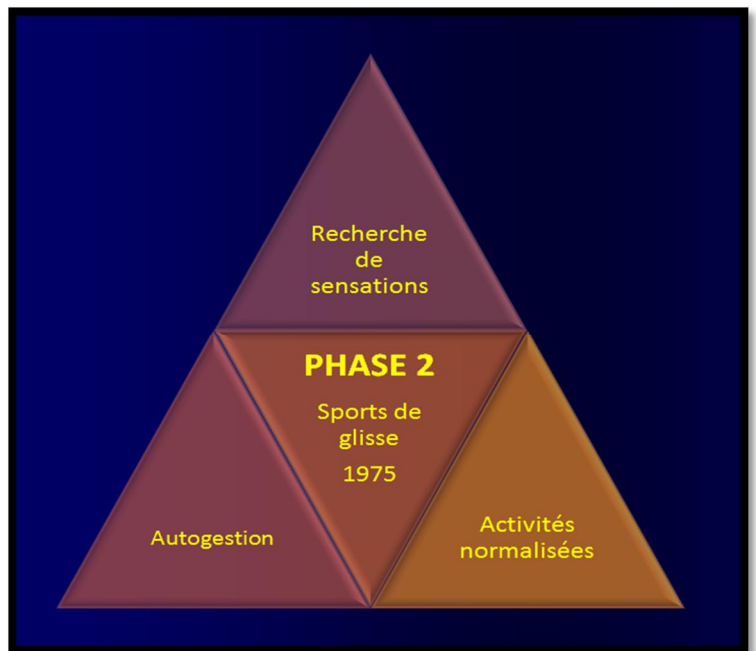 Recherche
de
sensations
PHASE 2
Sports de
glisse
1975
Autogestion
Activités
normalisées